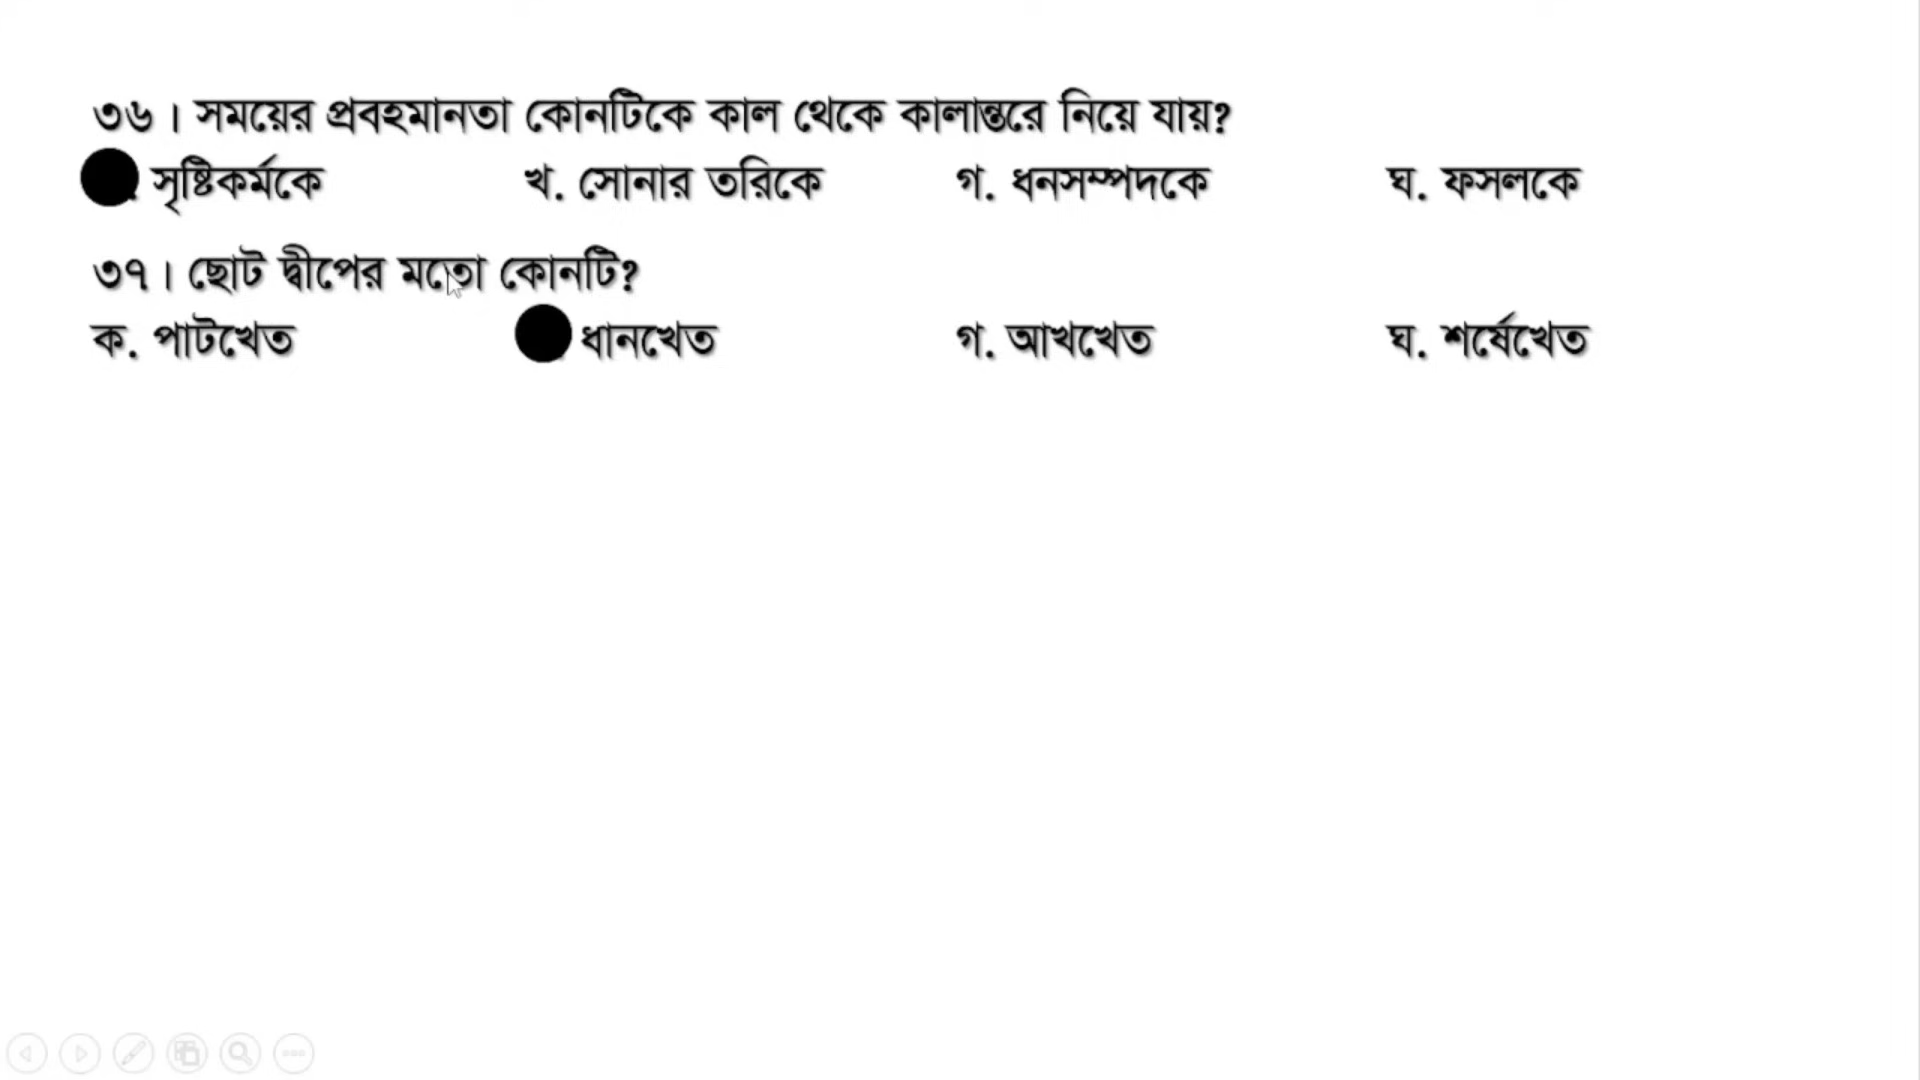 ৩৬। সময়ের প্রবহমানতা কোনটিকে কাল থেকে কালান্তরে নিয়ে যায়?
সৃষ্টিকর্মকে খ. সোনার তরিকে গ. ধনসম্পদকে ঘ. ফসলকে
৩৭। ছোট দ্বীপের মতো কোনটি?
ক. পাটখেত ধানখেত গ. আখখেত ঘ. শর্ষেখেত